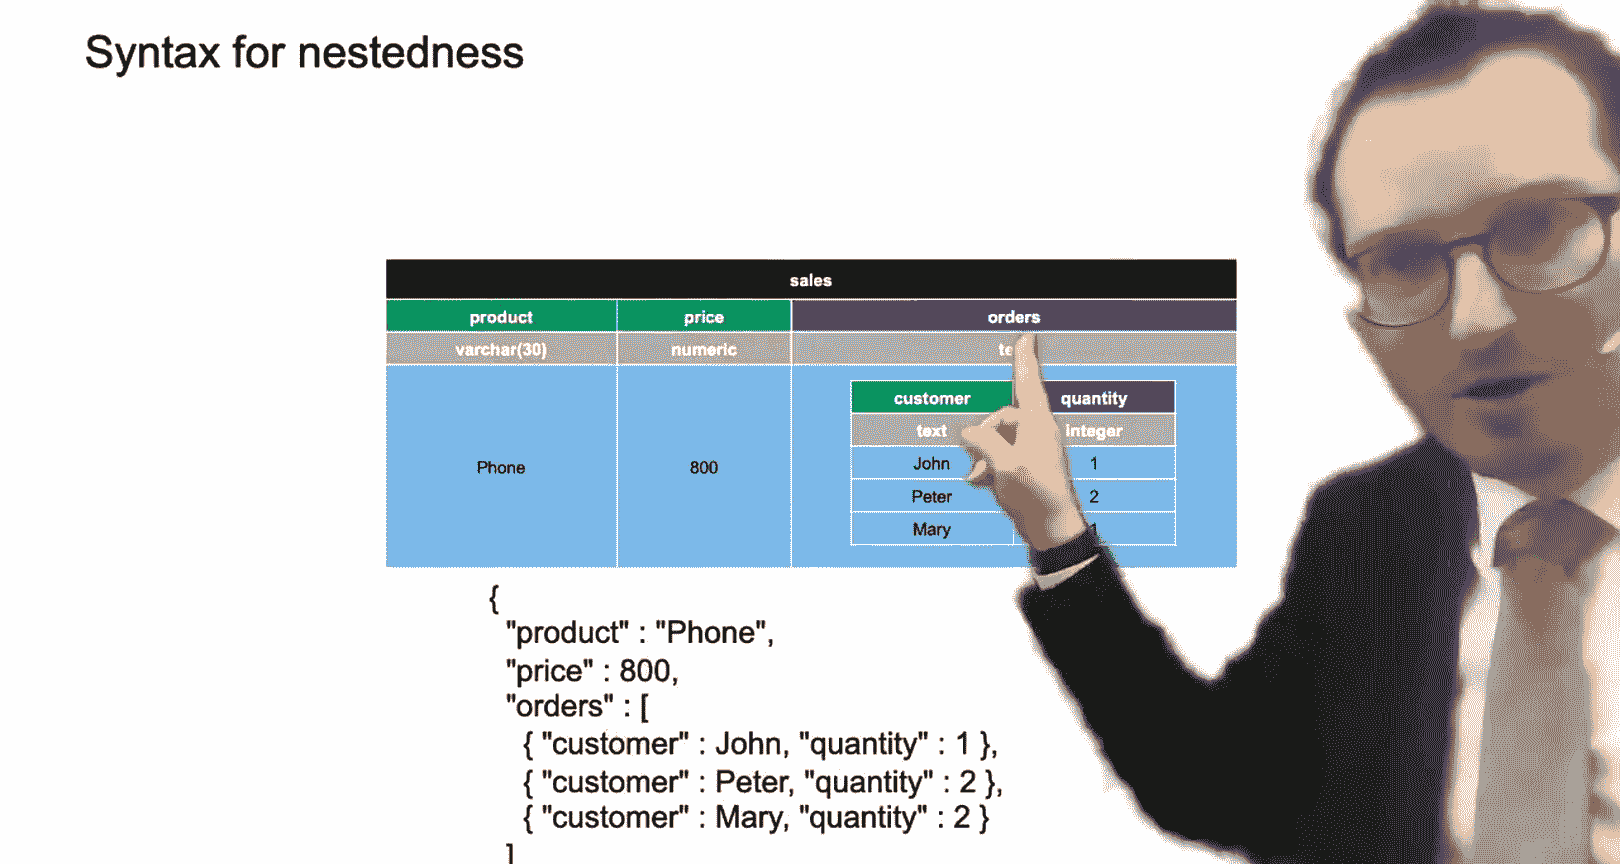 Syntax for nestedness
sales
product price orders
varchar(30) numeric
customer quantity
text integer
Phone 800
John 1
Peter 2
Mary
{
"product" : "Phone",
"price" : 800,
"orders" : [
{ "customer" : John, "quantity" : 1 },
{ "customer" : Peter, "quantity" : 2 },
{ "customer" : Mary, "quantity" : 2 }
]